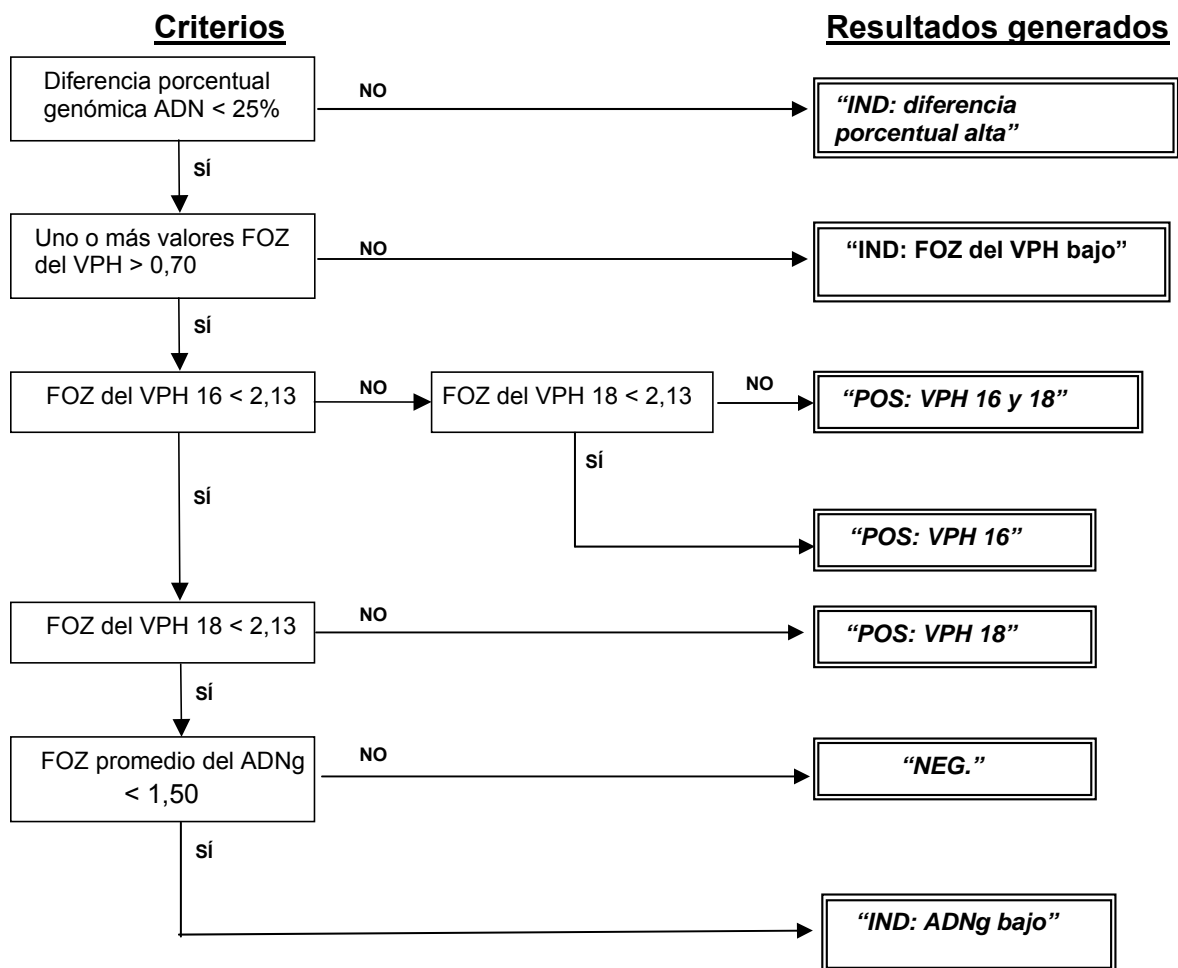 Criterios
Resultados generados
Diferencia porcentual
genómica ADN < 25%
NO
“IND: diferencia
porcentual alta”
SÍ
Uno o más valores FOZ
del VPH > 0,70
NO
“IND: FOZ del VPH bajo”
SÍ
FOZ del VPH 16 < 2,13
NO
FOZ del VPH 18 < 2,13
NO
“POS: VPH 16 y 18”
SÍ
SÍ
“POS: VPH 16”
FOZ del VPH 18 < 2,13
NO
“POS: VPH 18”
SÍ
FOZ promedio del ADNg
< 1,50
NO
“NEG.”
SÍ
“IND: ADNg bajo”